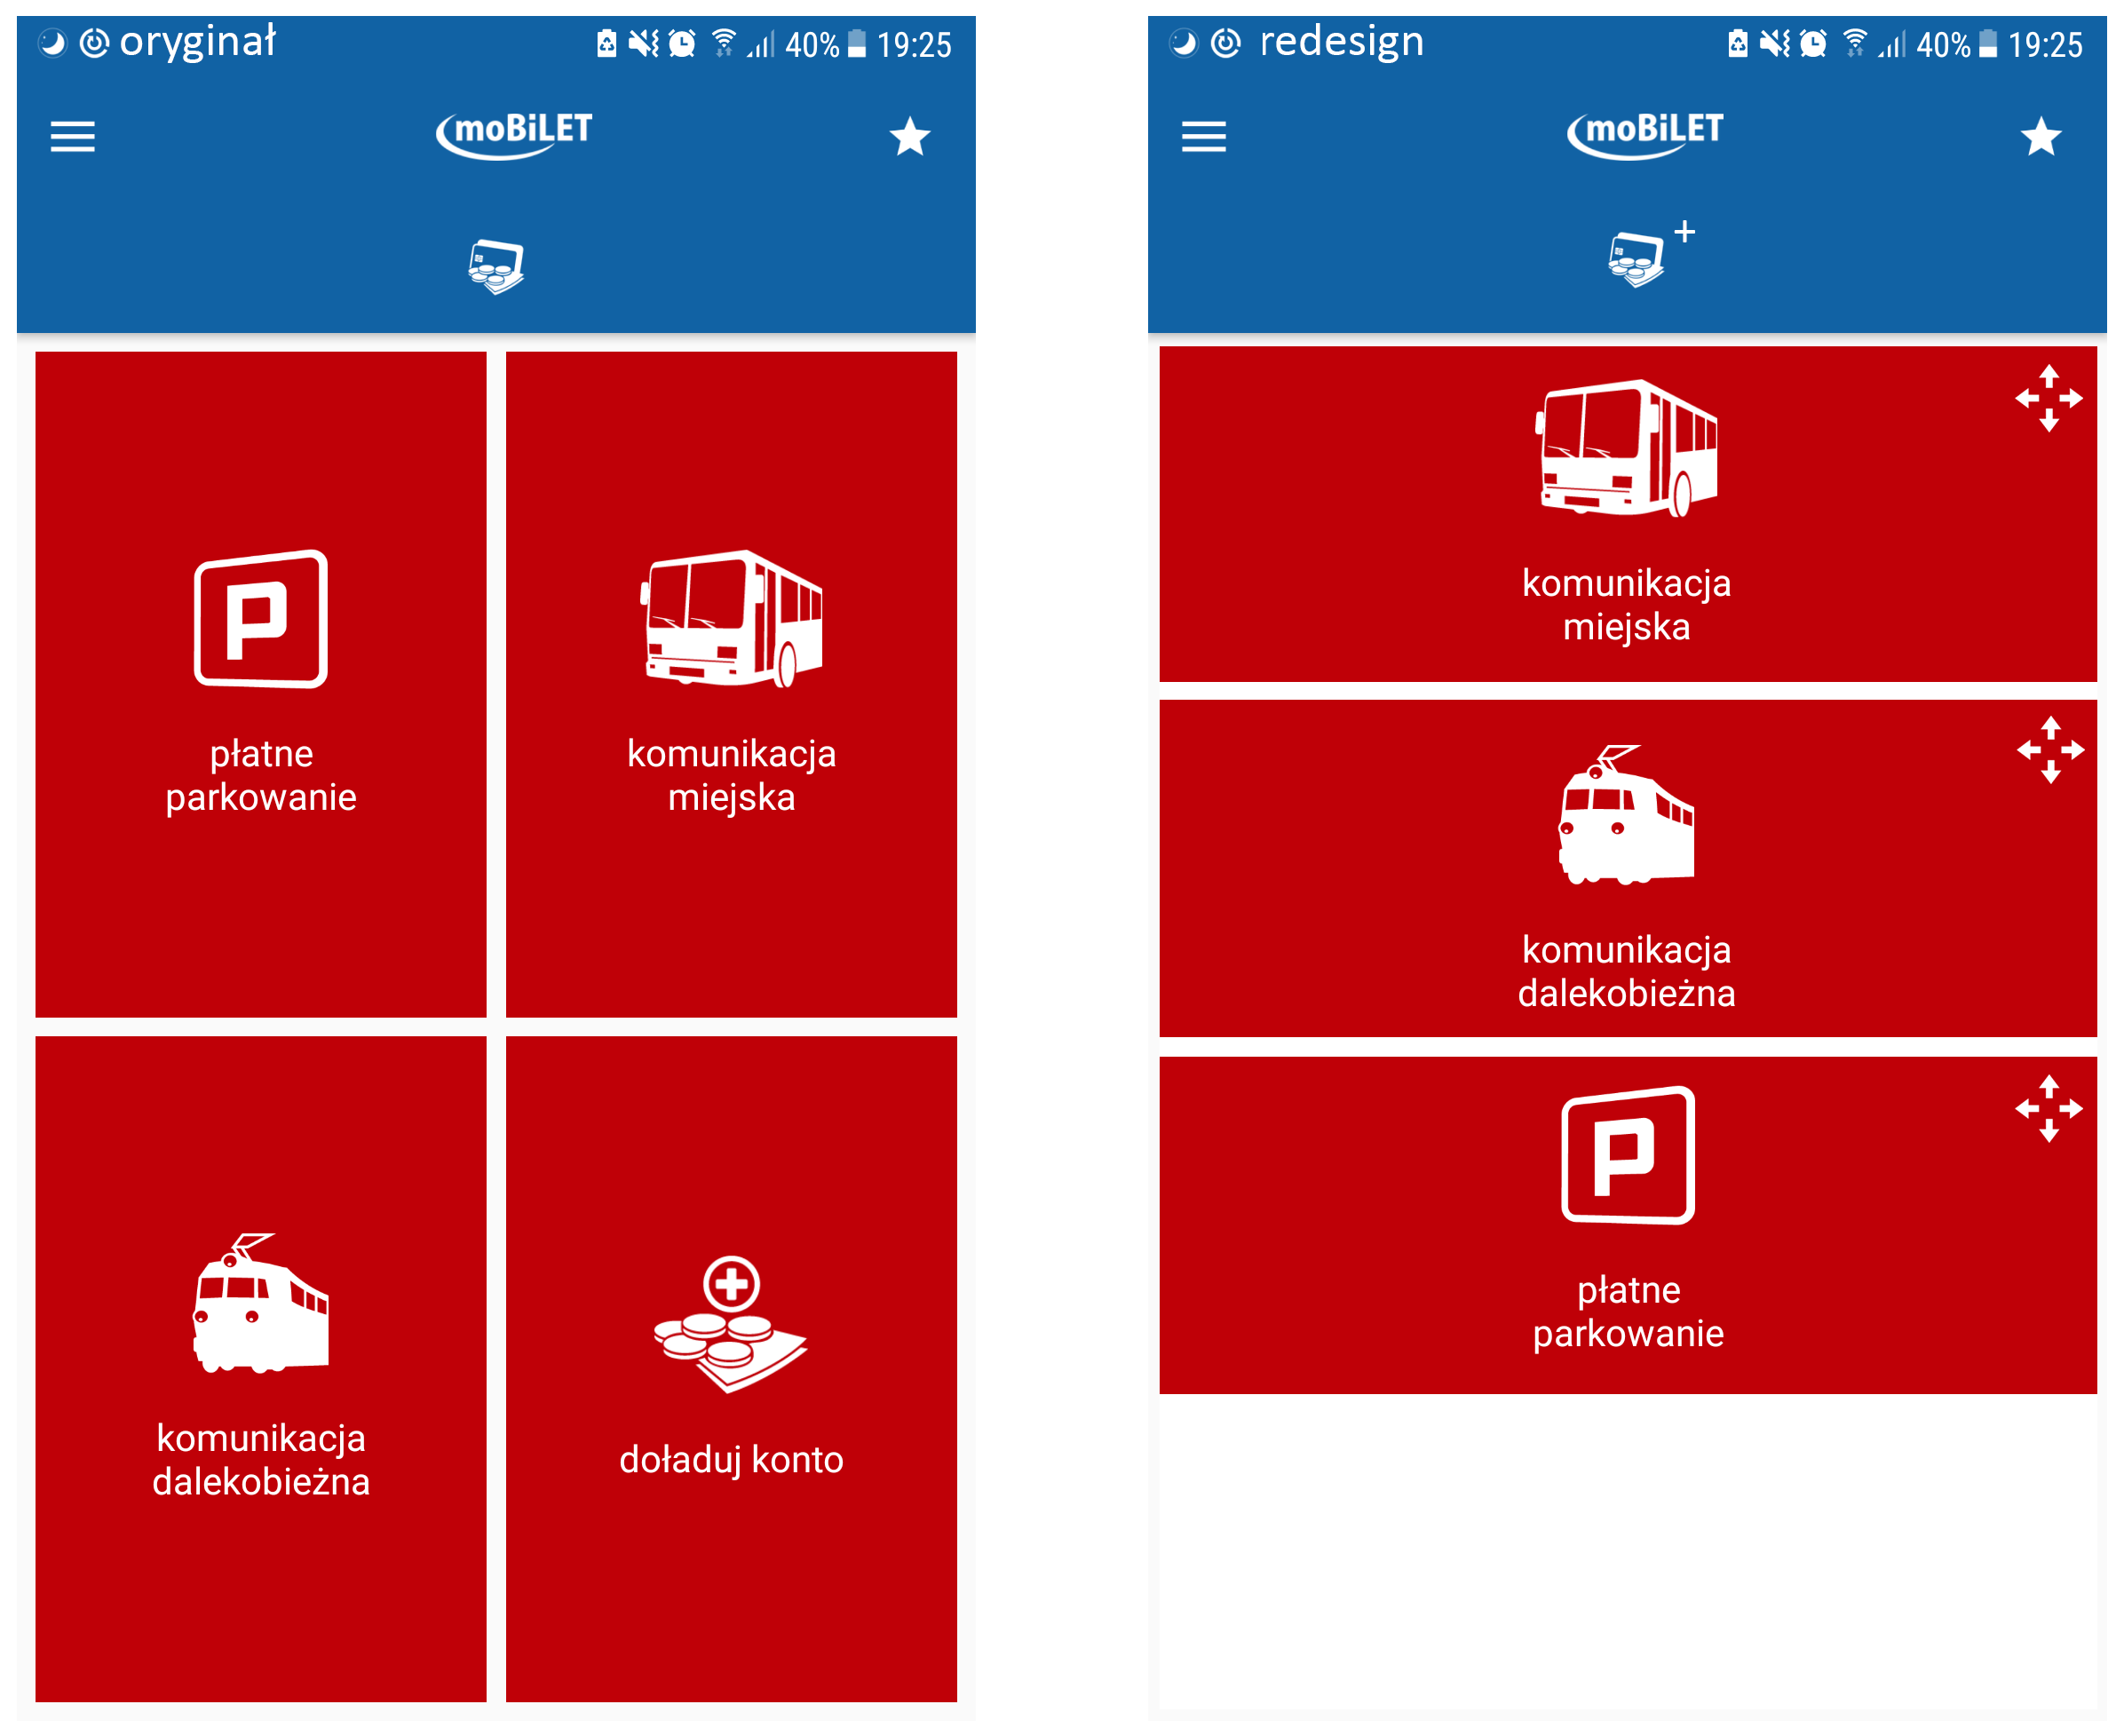 oryginał 40% 19:25
moBiLET
P
płatne
parkowanie
komunikacja
miejska
komunikacja
dalekobieżna
doładuj konto
redesign 40% 19:25
moBiLET
komunikacja
miejska
komunikacja
dalekobieżna
P
płatne
parkowanie